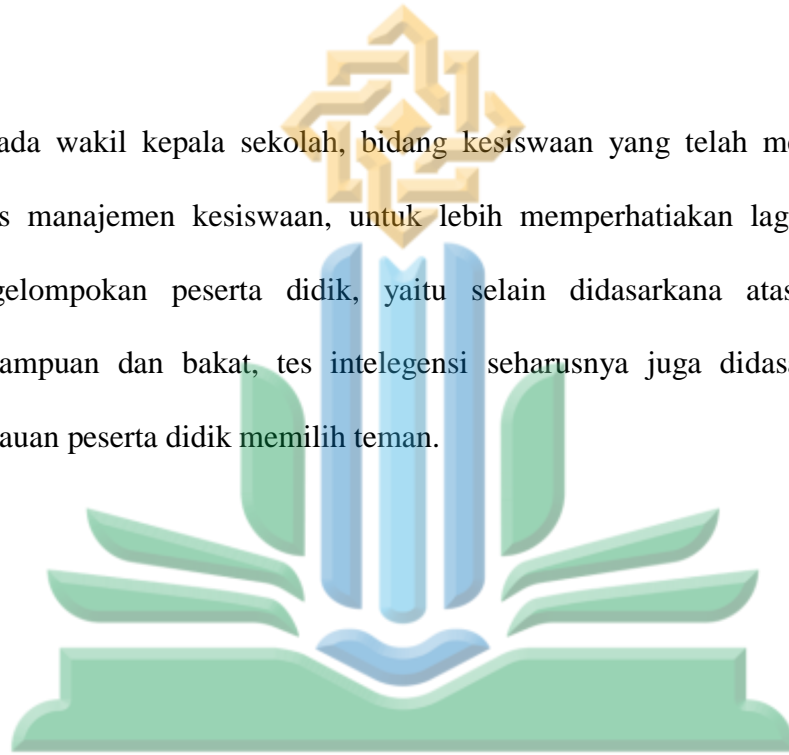 ada wakil kepala sekolah, bidang kesiswaan yang telah me
s manajemen kesiswaan, untuk lebih memperhatiakan lag
gelompokan peserta didik, yaitu selain didasarkana atas
ampuan dan bakat, tes intelegensi seharusnya juga didasa
auan peserta didik memilih teman.